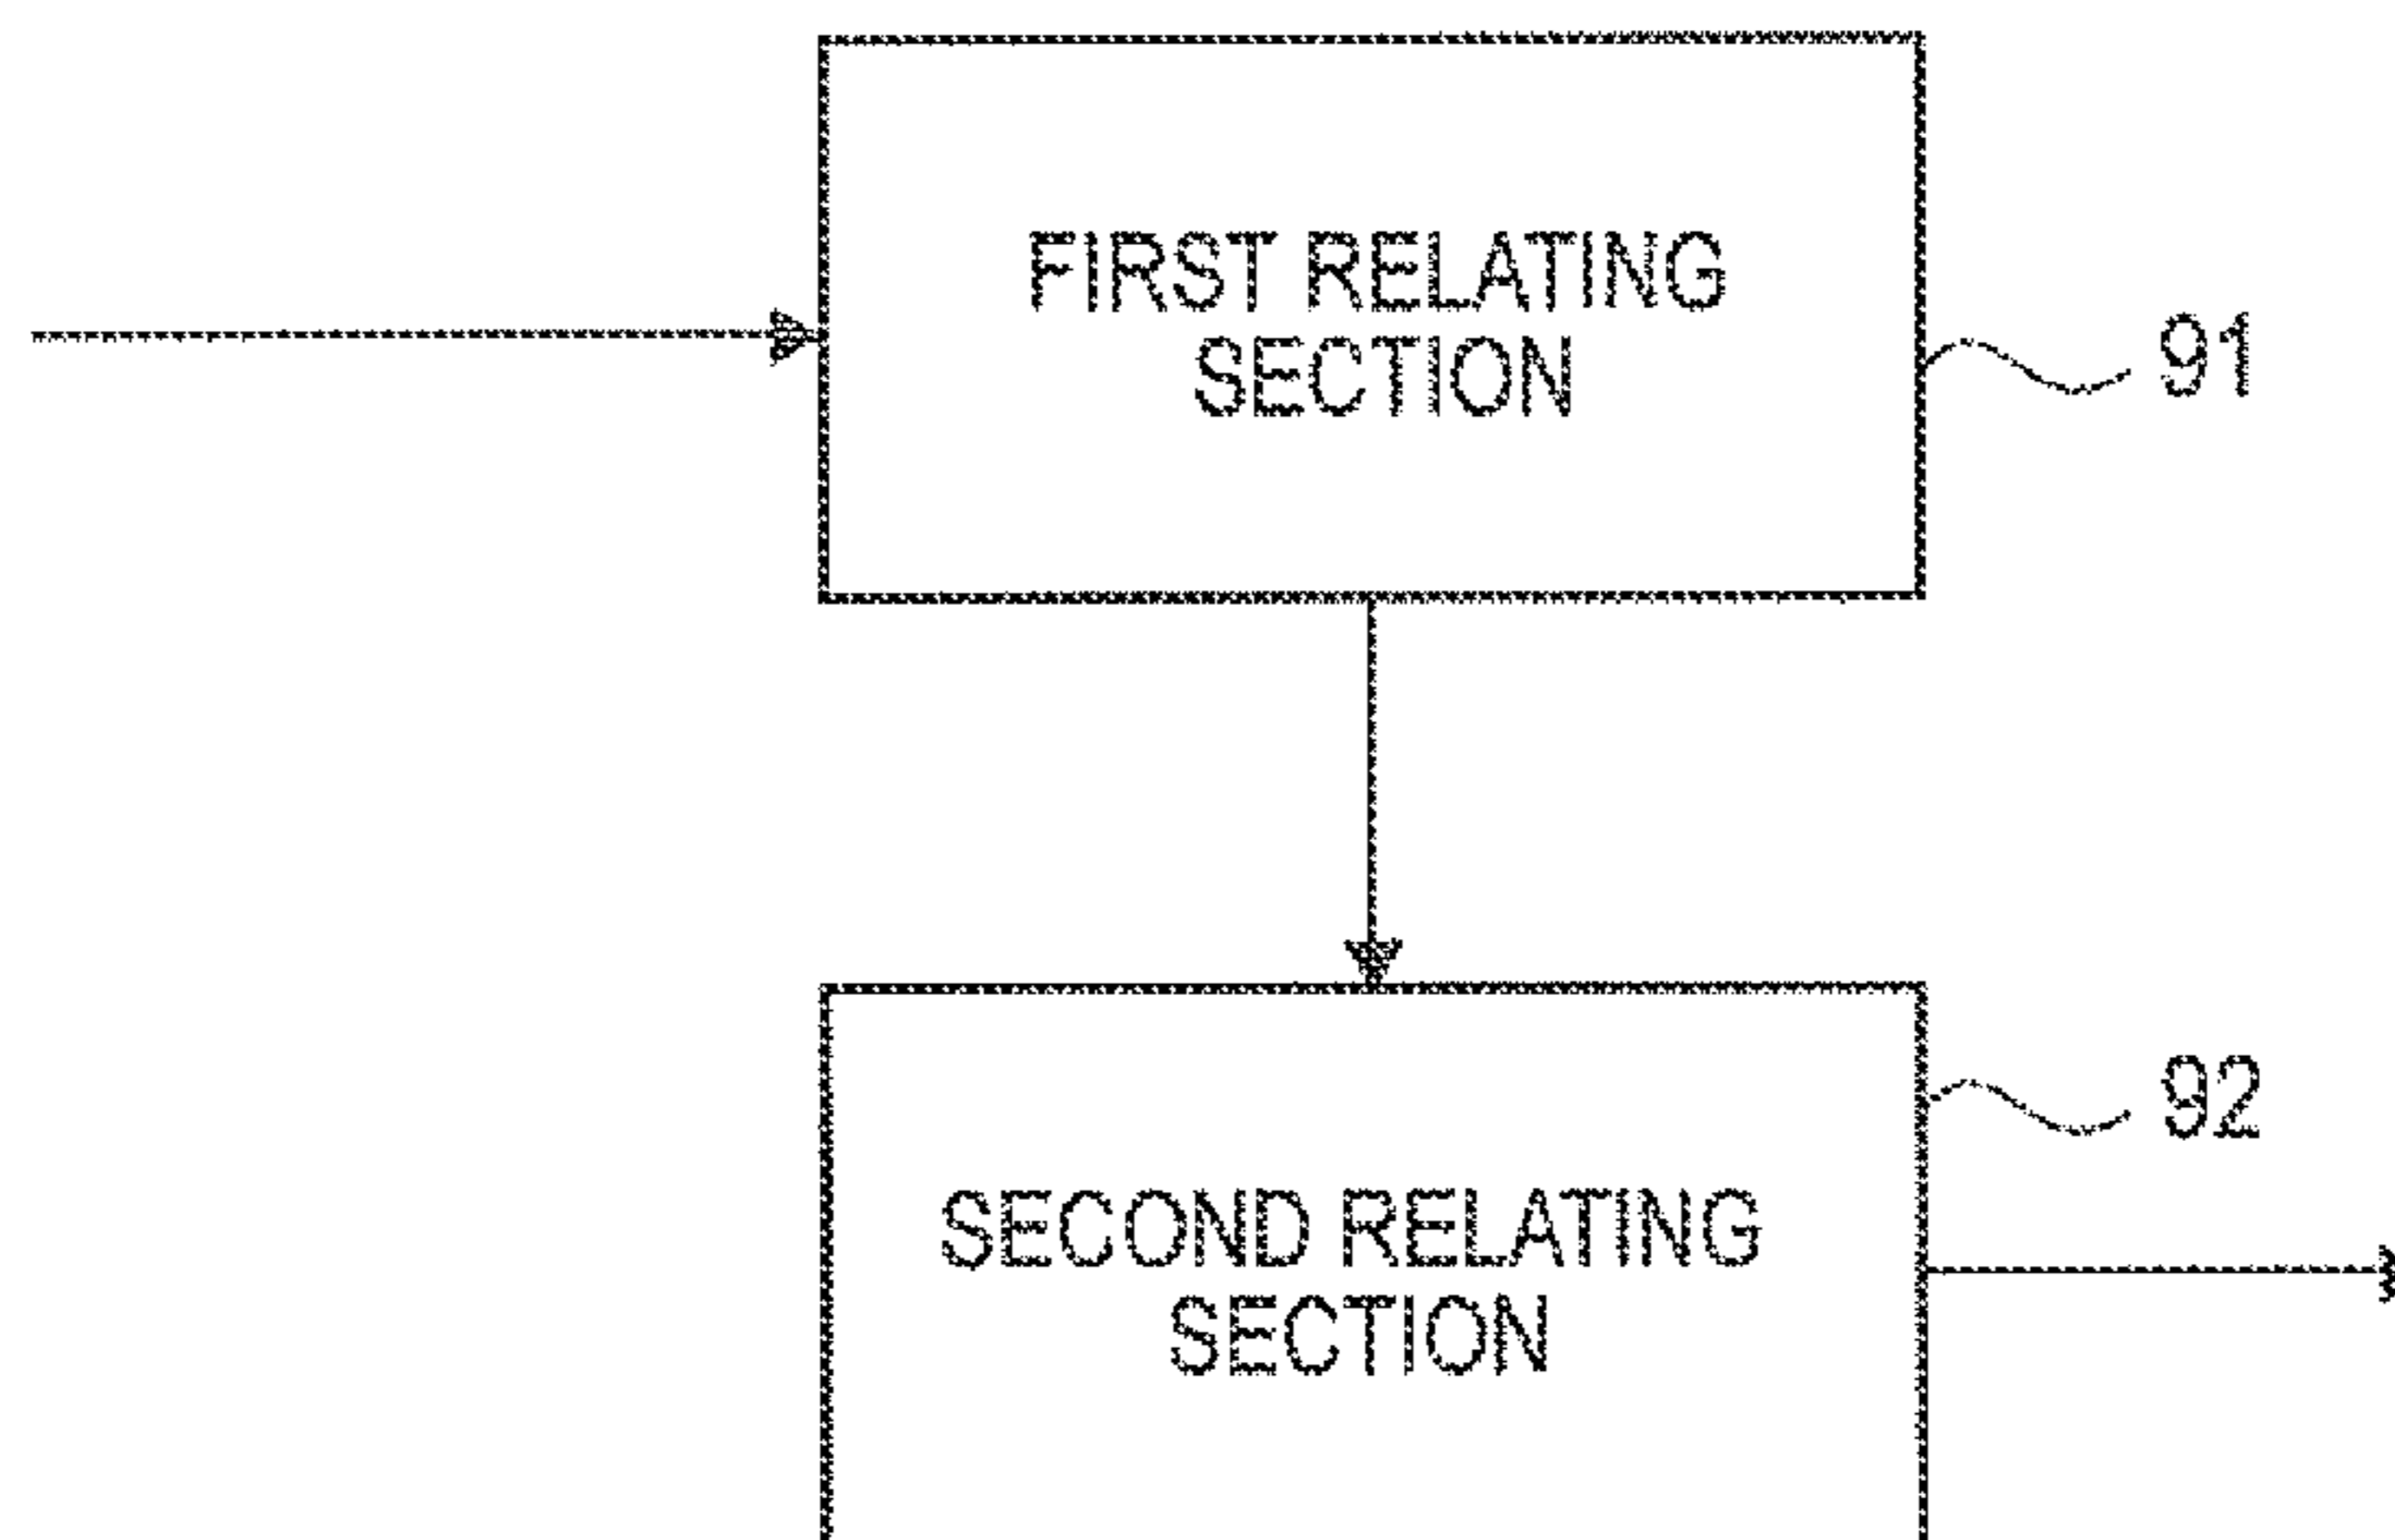 FIRST RELATING
SECTION
91
92
SECOND RELATING
SECTION